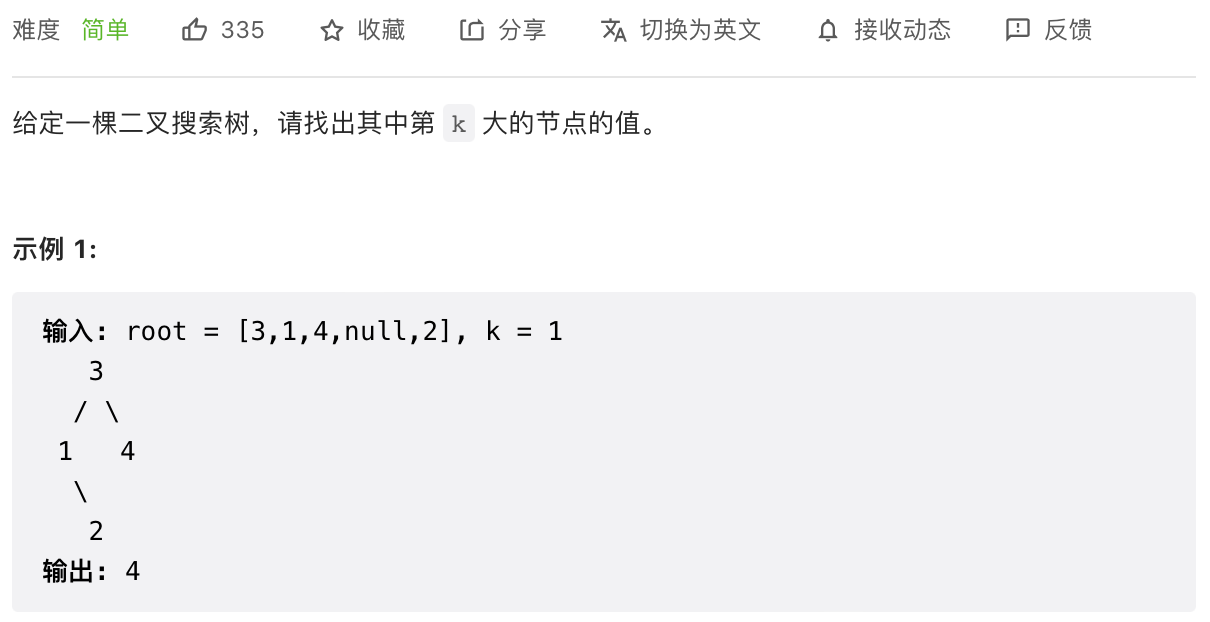 难度 简单 335 收藏 分享 切换为英文 接收动态 反馈
给定一棵二叉搜索树，请找出其中第 k 大的节点的值。
示例 1:
输入: root = [3,1,4,null,2], k = 1
3
/ \
1 4
\
2
输出: 4